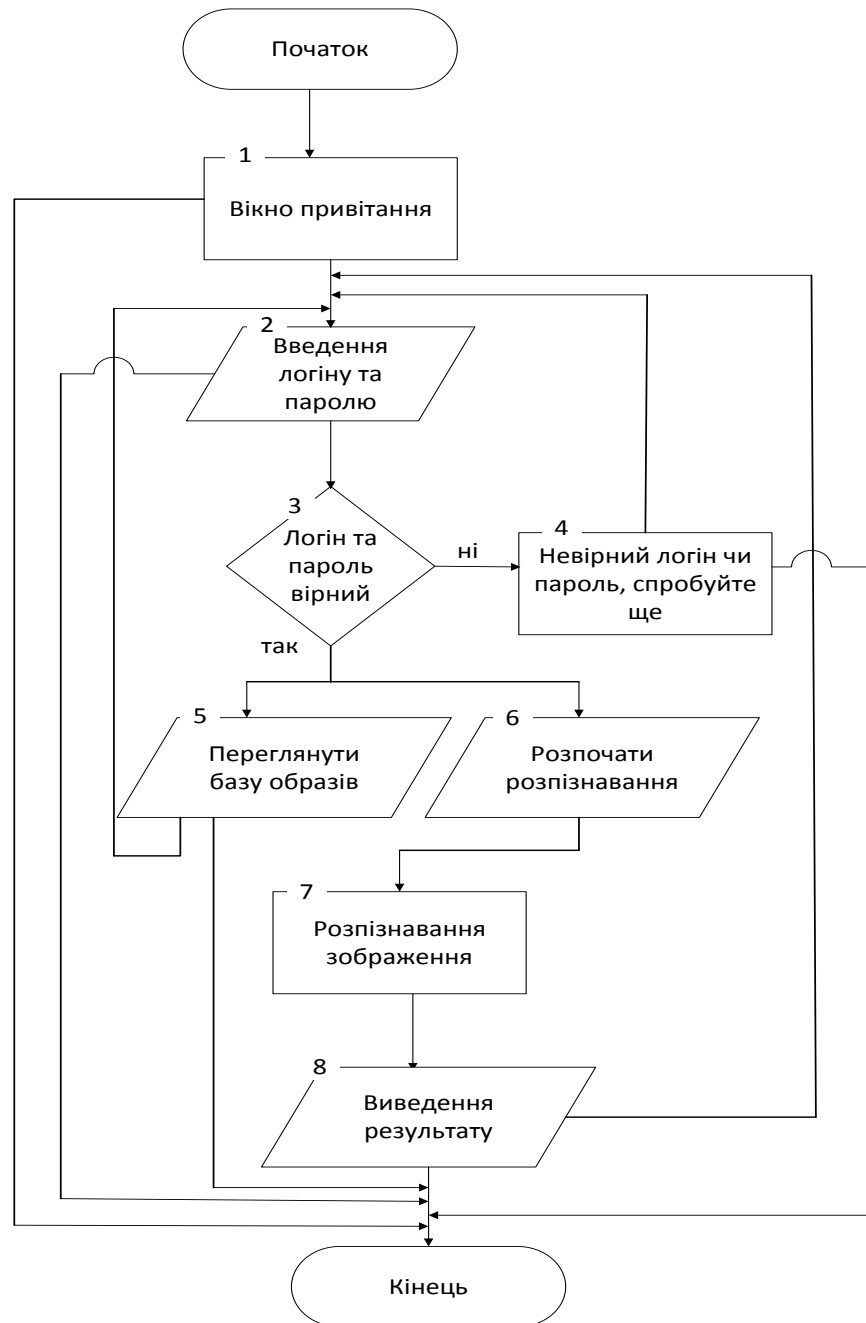 Початок
1
Вікно привітання
2
Введення
логіну та
паролю
3
Логін та
пароль
вірний
ні
4
Невірний логін чи
пароль, спробуйте
ще
так
5
Переглянути
базу образів
6
Розпочати
розпізнавання
7
Розпізнавання
зображення
8
Виведення
результату
Кінець